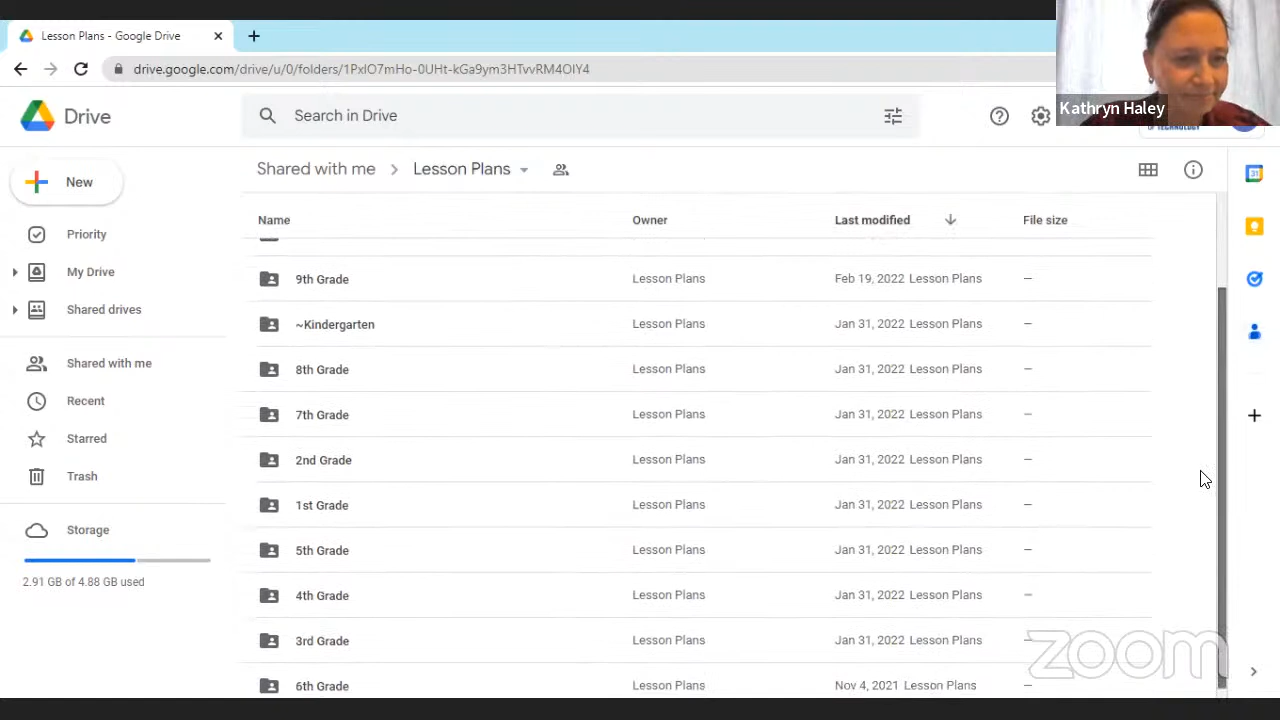 Lesson Plans - Google Drive
drive.google.com/drive/u/0/folders/1PxIO7mHo-0UHt-kGa9ym3HTvvRM4OIY4
Kathryn Haley
Drive
Search in Drive
OF TECHNOLOGY
New
Shared with me > Lesson Plans
Name Owner Last modified File size
Priority
My Drive
Shared drives
Shared with me
Recent
Starred
Trash
Storage
2.91 GB of 4.88 GB used
9th Grade Lesson Plans Feb 19, 2022 Lesson Plans —
~Kindergarten Lesson Plans Jan 31, 2022 Lesson Plans —
8th Grade Lesson Plans Jan 31, 2022 Lesson Plans —
7th Grade Lesson Plans Jan 31, 2022 Lesson Plans —
2nd Grade Lesson Plans Jan 31, 2022 Lesson Plans —
1st Grade Lesson Plans Jan 31, 2022 Lesson Plans —
5th Grade Lesson Plans Jan 31, 2022 Lesson Plans —
4th Grade Lesson Plans Jan 31, 2022 Lesson Plans —
3rd Grade Lesson Plans Jan 31, 2022 Lesson Plans —
6th Grade Lesson Plans Nov 4, 2021 Lesson Plans —
31
zoom